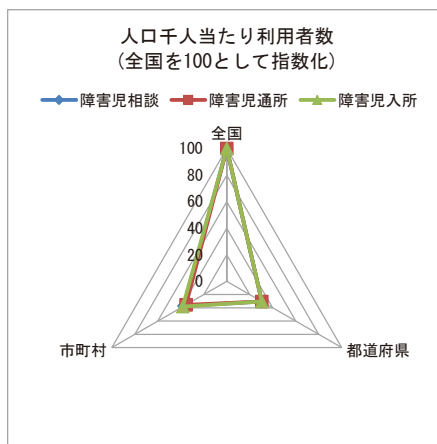 人口千人当たり利用者数
(全国を100として指数化)
障害児相談 障害児通所 障害児入所
全国
100
80
60
40
20
0
市町村 都道府県